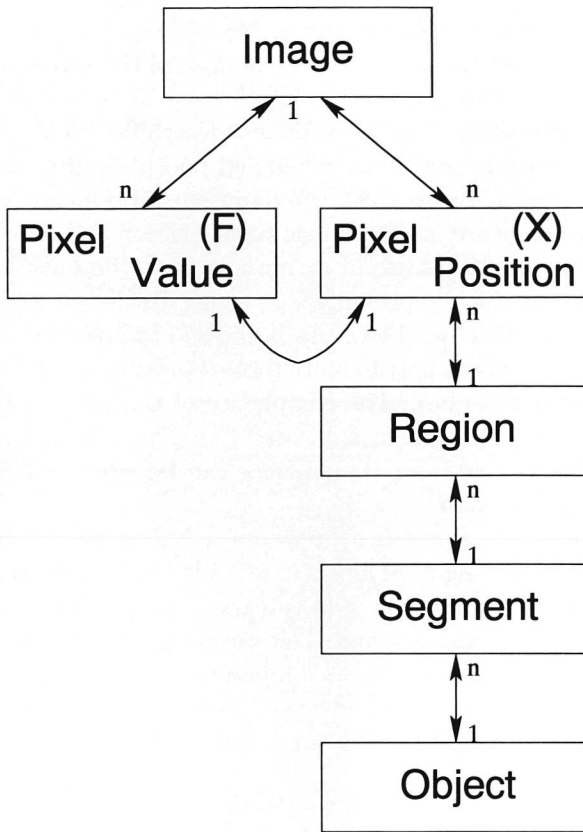 Image
1
n n
Pixel (F)
Value
Pixel (X)
Position
1 1
n
1
Region
n
1
Segment
n
1
Object